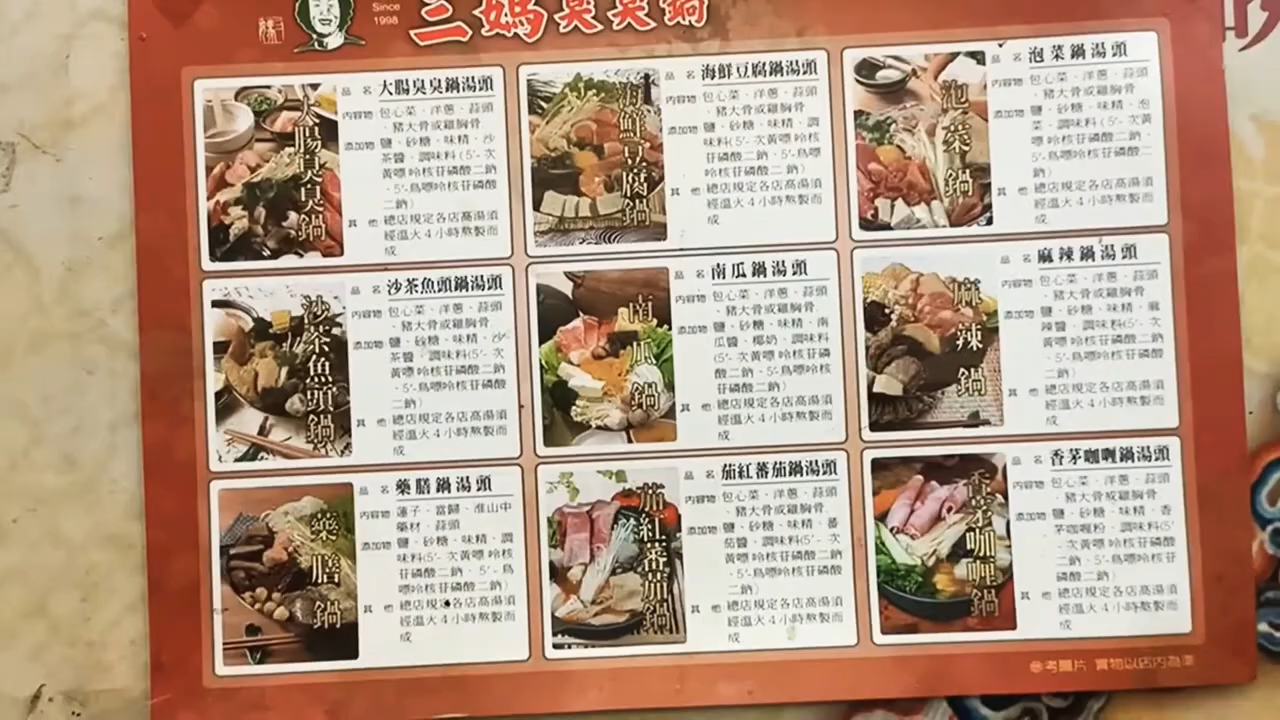 Since
1998
三媽臭臭鍋
大腸臭臭鍋
品 名 大腸臭臭鍋湯頭
內容物 包心菜、洋蔥、蒜頭
、豬大骨或雞胸骨
添加物 鹽、砂糖、味精、沙
茶醬、調味料(5'-次
黃嘌呤核苷磷酸二鈉
、5'-鳥嘌呤核苷磷酸
二鈉)
其 他 總店規定各店高湯須
經溫火4小時熬製而
成
海鮮豆腐鍋
品 名 海鮮豆腐鍋湯頭
內容物 包心菜、洋蔥、蒜頭
、豬大骨或雞胸骨
添加物 鹽、砂糖、味精、調
味料(5'-次黃嘌呤核
苷磷酸二鈉、5'-鳥嘌
呤核苷磷酸二鈉)
其 他 總店規定各店高湯須
經溫火4小時熬製而
成
泡菜鍋
品 名 泡菜鍋湯頭
內容物 包心菜、洋蔥、蒜頭
、豬大骨或雞胸骨
添加物 鹽、砂糖、味精、泡
菜、調味料(5'-次黃
嘌呤核苷磷酸二鈉、
5'-鳥嘌呤核苷磷酸二
鈉)
其 他 總店規定各店高湯須
經溫火4小時熬製而
成
沙茶魚頭鍋
品 名 沙茶魚頭鍋湯頭
內容物 包心菜、洋蔥、蒜頭
、豬大骨或雞胸骨
添加物 鹽、砂糖、味精、沙
茶醬、調味料(5'-次
黃嘌呤核苷磷酸二鈉
、5'-鳥嘌呤核苷磷酸
二鈉)
其 他 總店規定各店高湯須
經溫火4小時熬製而
成
南瓜鍋
品 名 南瓜鍋湯頭
內容物 包心菜、洋蔥、蒜頭
、豬大骨或雞胸骨
添加物 鹽、砂糖、味精、南
瓜醬、椰奶、調味料
(5'-次黃嘌呤核苷磷
酸二鈉、5'-鳥嘌呤核
苷磷酸二鈉)
其 他 總店規定各店高湯須
經溫火4小時熬製而
成
麻辣鍋
品 名 麻辣鍋湯頭
內容物 包心菜、洋蔥、蒜頭
、豬大骨或雞胸骨
添加物 鹽、砂糖、味精、麻
辣醬、調味料(5'-次
黃嘌呤核苷磷酸二鈉
、5'-鳥嘌呤核苷磷酸
二鈉)
其 他 總店規定各店高湯須
經溫火4小時熬製而
成
藥膳鍋
品 名 藥膳鍋湯頭
內容物 蓮子、當歸、淮山中
藥材、蒜頭
添加物 鹽、砂糖、味精、調
味料(5'-次黃嘌呤核
苷磷酸二鈉、5'-鳥
嘌呤核苷磷酸二鈉)
其 他 總店規定各店高湯須
經溫火4小時熬製而
成
茄紅蕃茄鍋
品 名 茄紅蕃茄鍋湯頭
內容物 包心菜、洋蔥、蒜頭
、豬大骨或雞胸骨
添加物 鹽、砂糖、味精、蕃
茄醬、調味料(5'-次
黃嘌呤核苷磷酸二鈉
、5'-鳥嘌呤核苷磷酸
二鈉)
其 他 總店規定各店高湯須
經溫火4小時熬製而
成
香茅咖喱鍋
品 名 香茅咖喱鍋湯頭
內容物 包心菜、洋蔥、蒜頭
、豬大骨或雞胸骨
添加物 鹽、砂糖、味精、香
茅咖喱粉、調味料(5'
-次黃嘌呤核苷磷酸二
鈉、5'-鳥嘌呤核苷
磷酸二鈉)
其 他 總店規定各店高湯須
經溫火4小時熬製而
成
參考圖片 實物以店內為準